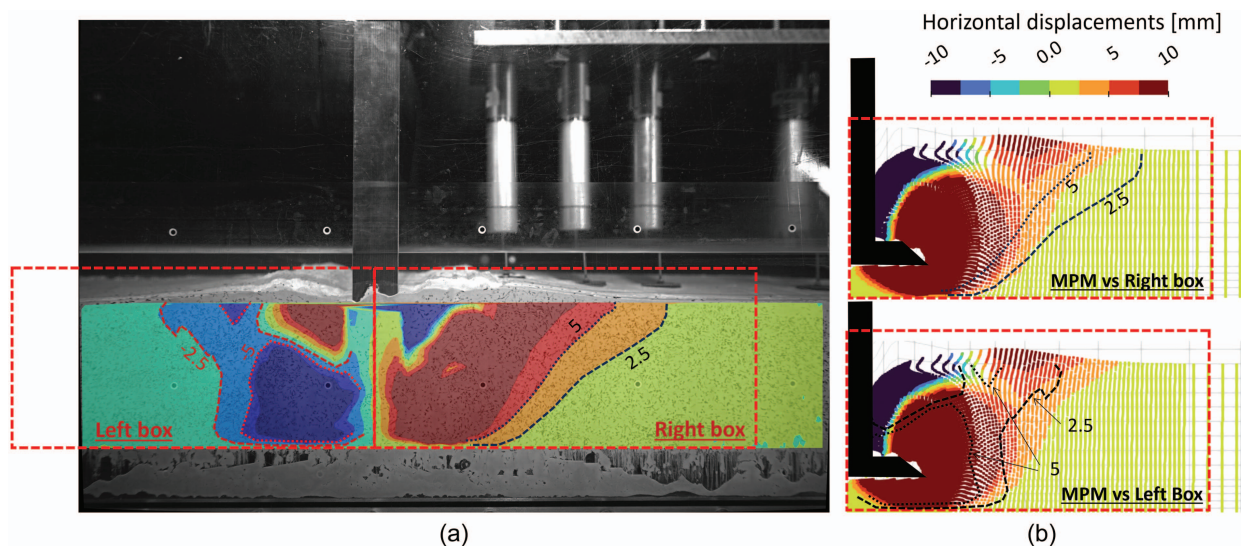 Horizontal displacements [mm]
-10
-5
0.0
5
10
5
2.5
MPM vs Right box
2.5
5
5
2.5
Left box
Right box
2.5
5
MPM vs Left Box
(a)
(b)